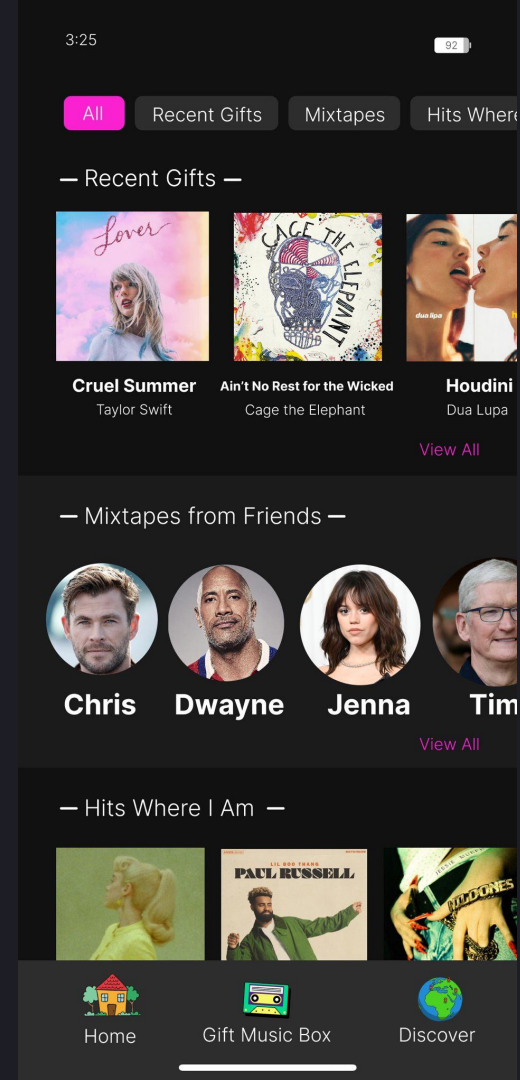 3:25
92
All
Recent Gifts
Mixtapes
Hits Where
— Recent Gifts —
Lover
CAGE THE ELEPHANT
dua lipa
Cruel Summer
Ain’t No Rest for the Wicked
Houdini
Taylor Swift
Cage the Elephant
Dua Lupa
View All
— Mixtapes from Friends —
Chris
Dwayne
Jenna
Tim
View All
— Hits Where I Am —
LIL BOO THANG
PAUL RUSSELL
Home
Gift Music Box
Discover